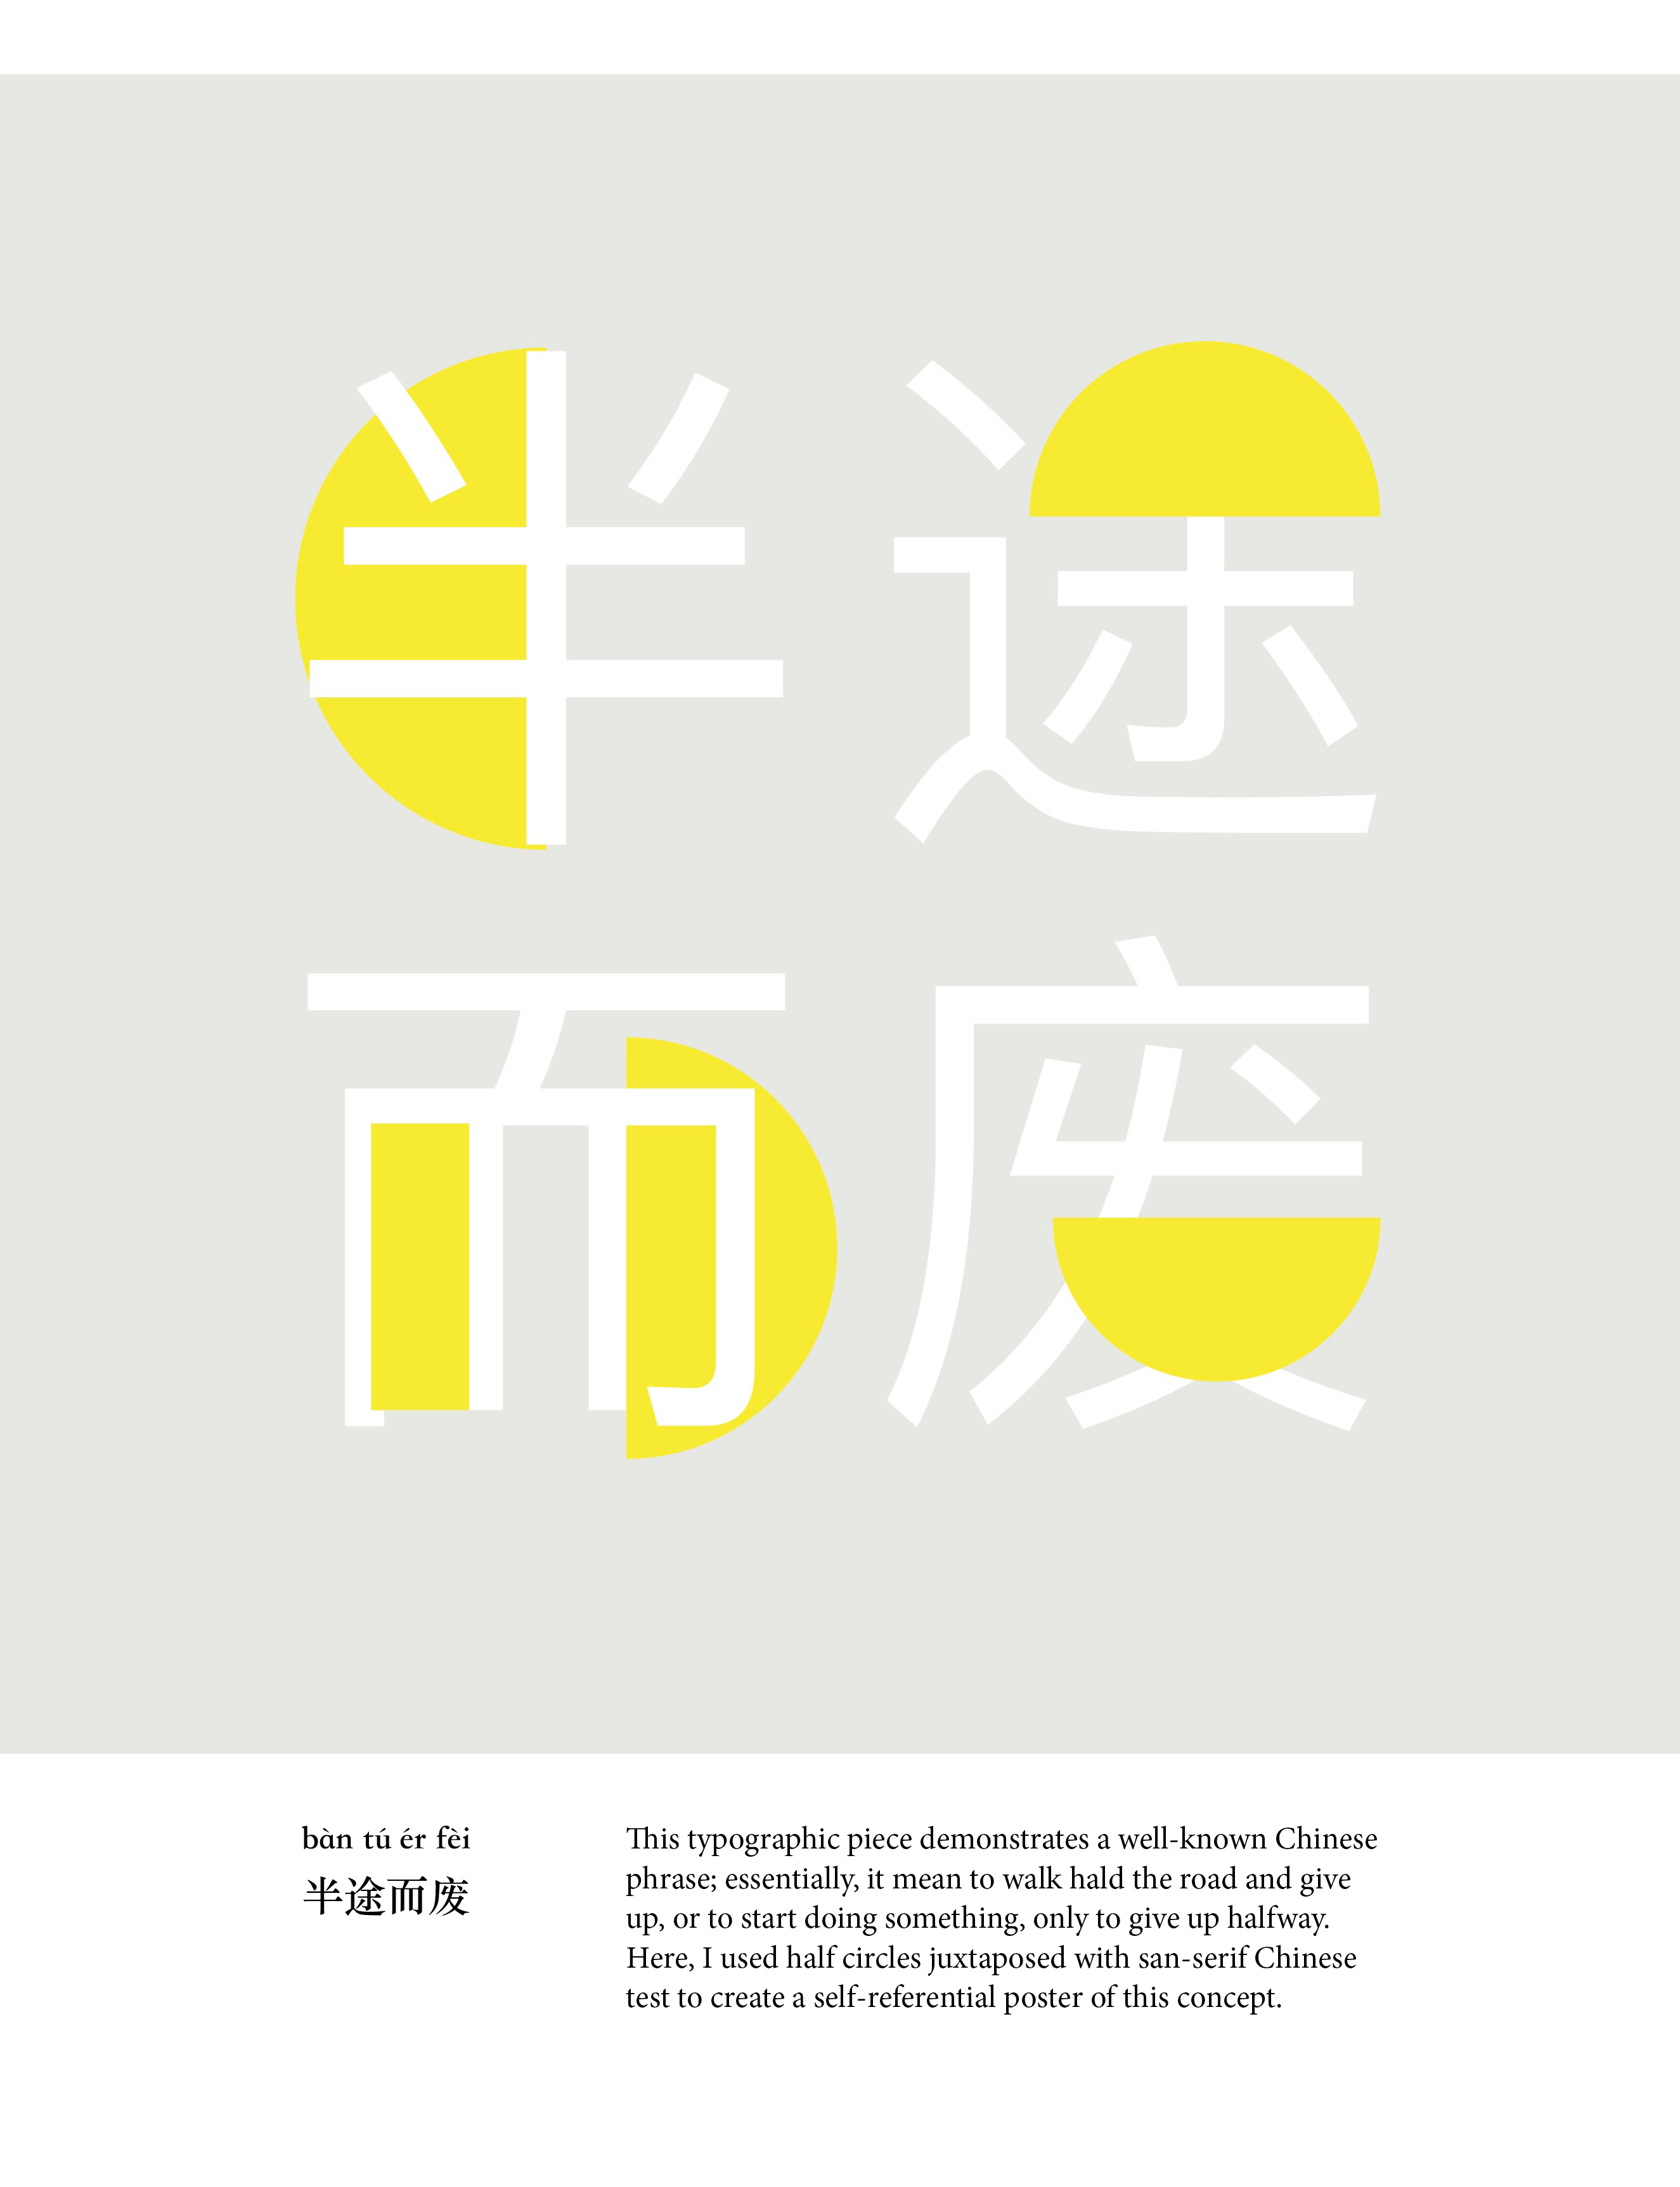 半途
而废
bàn tú ér fèi
半途而废
This typographic piece demonstrates a well-known Chinese
phrase; essentially, it mean to walk hald the road and give
up, or to start doing something, only to give up halfway.
Here, I used half circles juxtaposed with san-serif Chinese
test to create a self-referential poster of this concept.